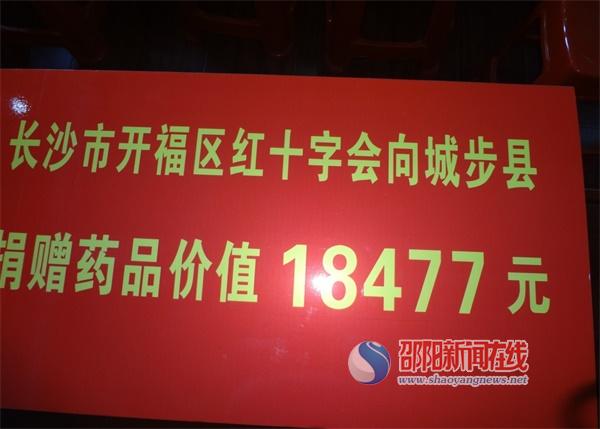 长沙市开福区红十字会向城步县
捐赠药品价值 18477 元
邵阳新闻在线
www.shaoyangnews.net